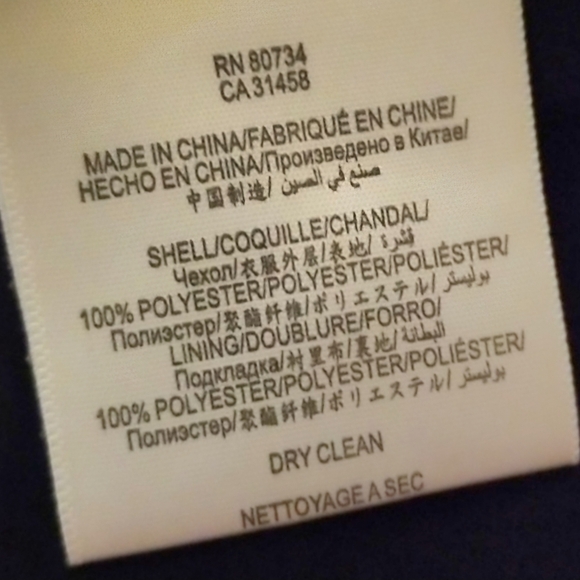 RN 80734
CA 31458
MADE IN CHINA/FABRIQUÉ EN CHINE/
HECHO EN CHINA/Произведено в Китае/
中国制造/ صنع في الصين
SHELL/COQUILLE/CHANDAL/
Чехол/衣服外层/表地/ قشرة
100% POLYESTER/POLYESTER/POLIÉSTER/
Полиэстер/聚酯纤维/ポリエステル/ بوليستر
LINING/DOUBLURE/FORRO/
Подкладка/衬里布/裏地/ البطانة
100% POLYESTER/POLYESTER/POLIÉSTER/
Полиэстер/聚酯纤维/ポリエステル/ بوليستر
DRY CLEAN
NETTOYAGE A SEC